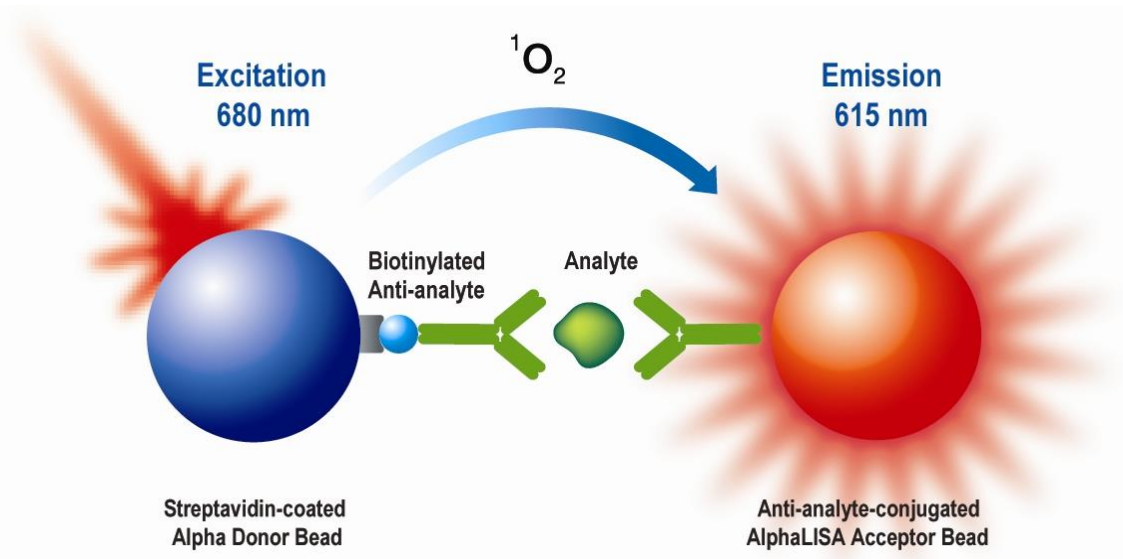 ¹O₂
Excitation
680 nm
Emission
615 nm
Biotinylated
Anti-analyte
Analyte
Streptavidin-coated
Alpha Donor Bead
Anti-analyte-conjugated
AlphaLISA Acceptor Bead